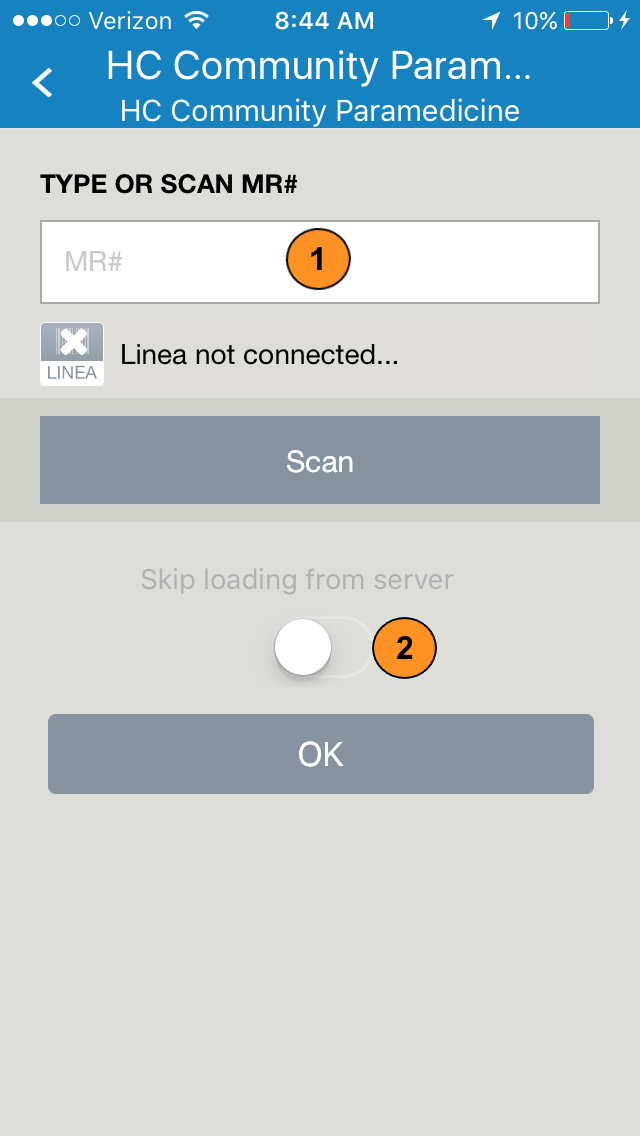 Verizon 8:44 AM 10%
HC Community Param...
HC Community Paramedicine
TYPE OR SCAN MR#
MR# 1
LINEA Linea not connected...
Scan
Skip loading from server
2
OK